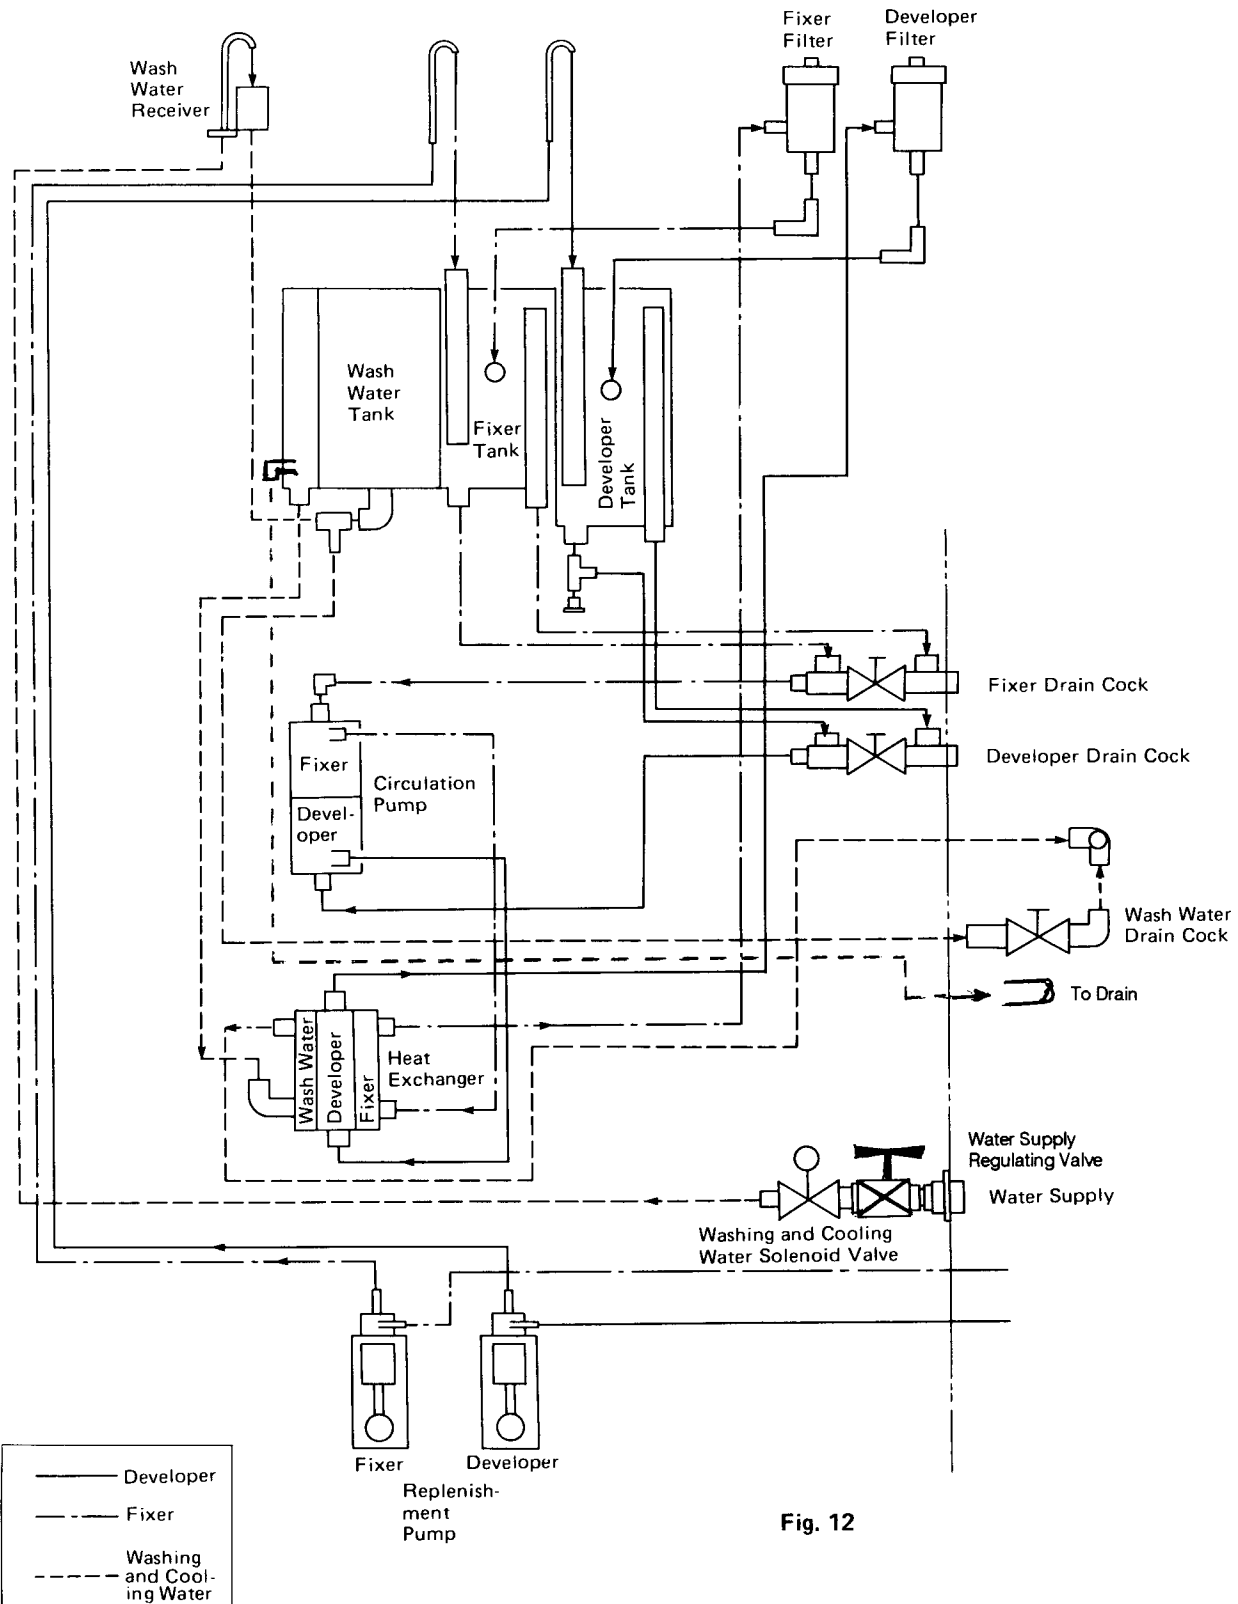 Fixer
Filter
Developer
Filter
Wash
Water
Receiver
Wash
Water
Tank
Fixer
Tank
Developer
Tank
Fixer Drain Cock
Developer Drain Cock
Fixer
Devel-
oper
Circulation
Pump
Wash Water
Drain Cock
To Drain
Wash Water
Developer
Fixer
Heat
Exchanger
Water Supply
Regulating Valve
Water Supply
Washing and Cooling
Water Solenoid Valve
Fixer
Developer
Replenish-
ment
Pump
Developer
Fixer
Washing
and Cool-
ing Water
Fig. 12